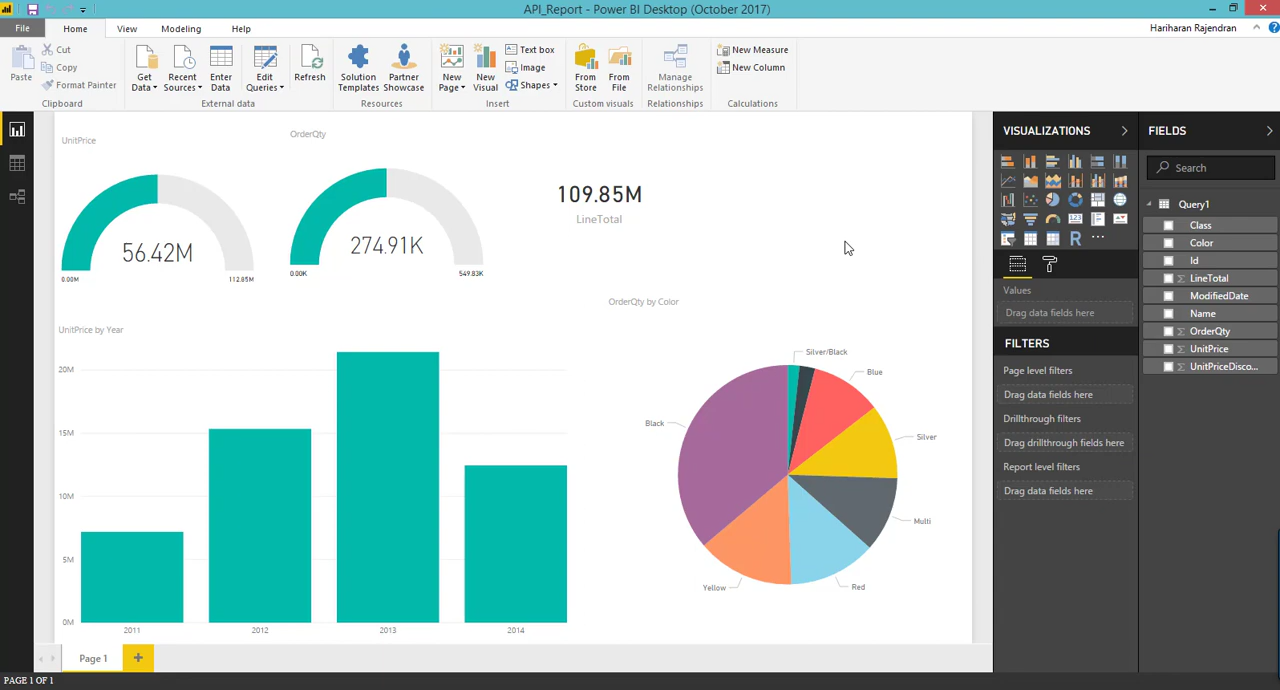 API_Report - Power BI Desktop (October 2017)
File
Home
View
Modeling
Help
Hariharan Rajendran
Paste
Cut
Copy
Format Painter
Clipboard
Get Data
Recent Sources
Enter Data
Edit Queries
Refresh
External data
Solution Templates
Partner Showcase
Resources
New Page
New Visual
Text box
Image
Shapes
Insert
From Store
From File
Custom visuals
Manage Relationships
Relationships
New Measure
New Column
Calculations
UnitPrice
56.42M
0.00M
112.85M
OrderQty
274.91K
0.00K
549.83K
109.85M
LineTotal
UnitPrice by Year
20M
15M
10M
5M
0M
2011
2012
2013
2014
OrderQty by Color
Silver/Black
Blue
Silver
Multi
Red
Yellow
Black
VISUALIZATIONS
R
Values
Drag data fields here
FILTERS
Page level filters
Drag data fields here
Drillthrough filters
Drag drillthrough fields here
Report level filters
Drag data fields here
FIELDS
Search
Query1
Class
Color
Id
Σ LineTotal
ModifiedDate
Name
Σ OrderQty
Σ UnitPrice
Σ UnitPriceDisco...
Page 1
+
PAGE 1 OF 1